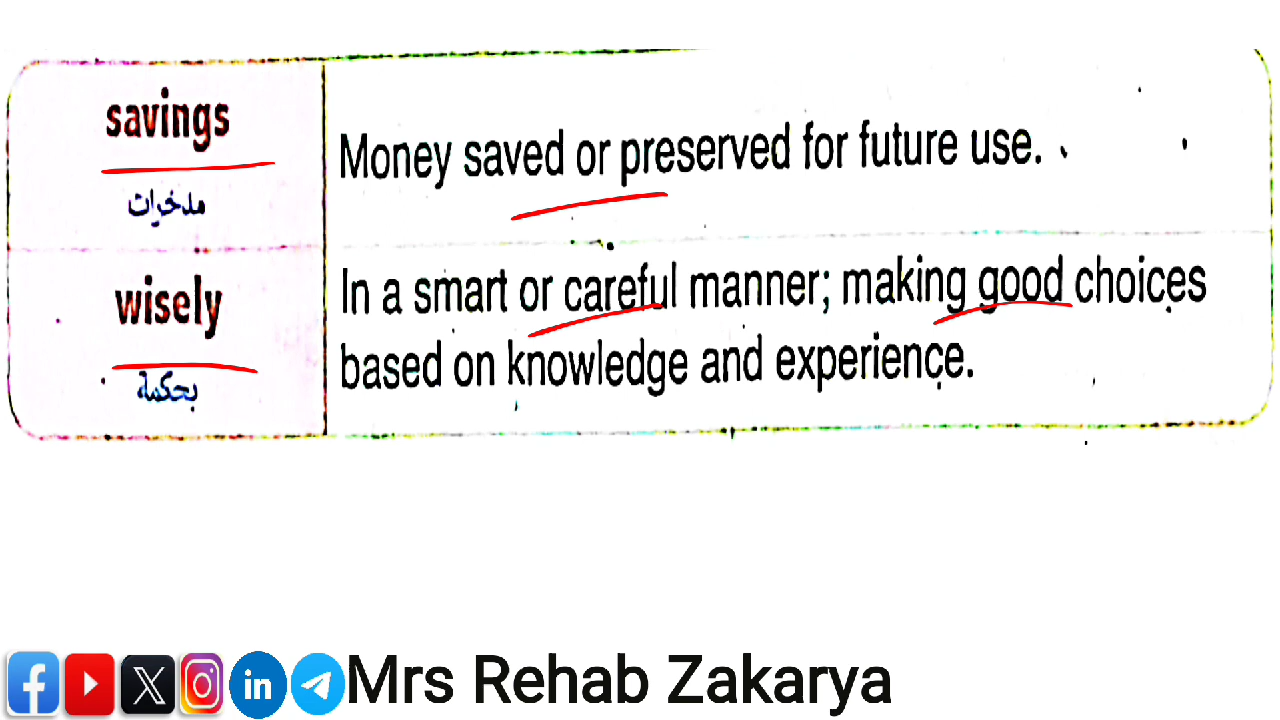 savings
مدخرات
Money saved or preserved for future use.
wisely
بحكمة
In a smart or careful manner; making good choices
based on knowledge and experience.
Mrs Rehab Zakarya